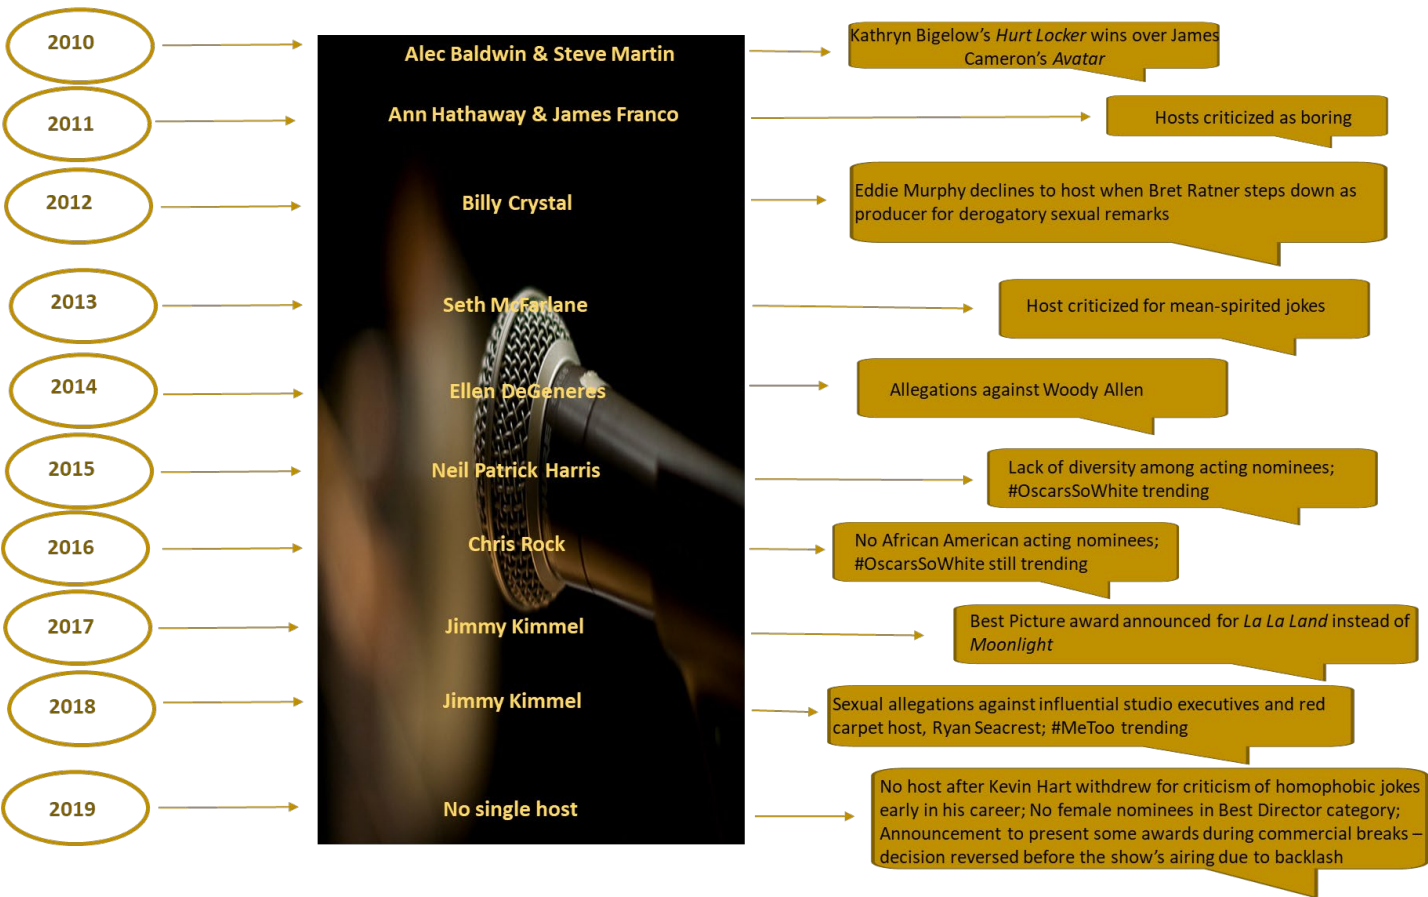 2010
Alec Baldwin & Steve Martin
Kathryn Bigelow’s Hurt Locker wins over James
Cameron’s Avatar
2011
Ann Hathaway & James Franco
Hosts criticized as boring
2012
Billy Crystal
Eddie Murphy declines to host when Bret Ratner steps down as
producer for derogatory sexual remarks
2013
Seth McFarlane
Host criticized for mean-spirited jokes
2014
Ellen DeGeneres
Allegations against Woody Allen
2015
Neil Patrick Harris
Lack of diversity among acting nominees;
#OscarsSoWhite trending
2016
Chris Rock
No African American acting nominees;
#OscarsSoWhite still trending
2017
Jimmy Kimmel
Best Picture award announced for La La Land instead of
Moonlight
2018
Jimmy Kimmel
Sexual allegations against influential studio executives and red
carpet host, Ryan Seacrest; #MeToo trending
2019
No single host
No host after Kevin Hart withdrew for criticism of homophobic jokes
early in his career; No female nominees in Best Director category;
Announcement to present some awards during commercial breaks –
decision reversed before the show’s airing due to backlash